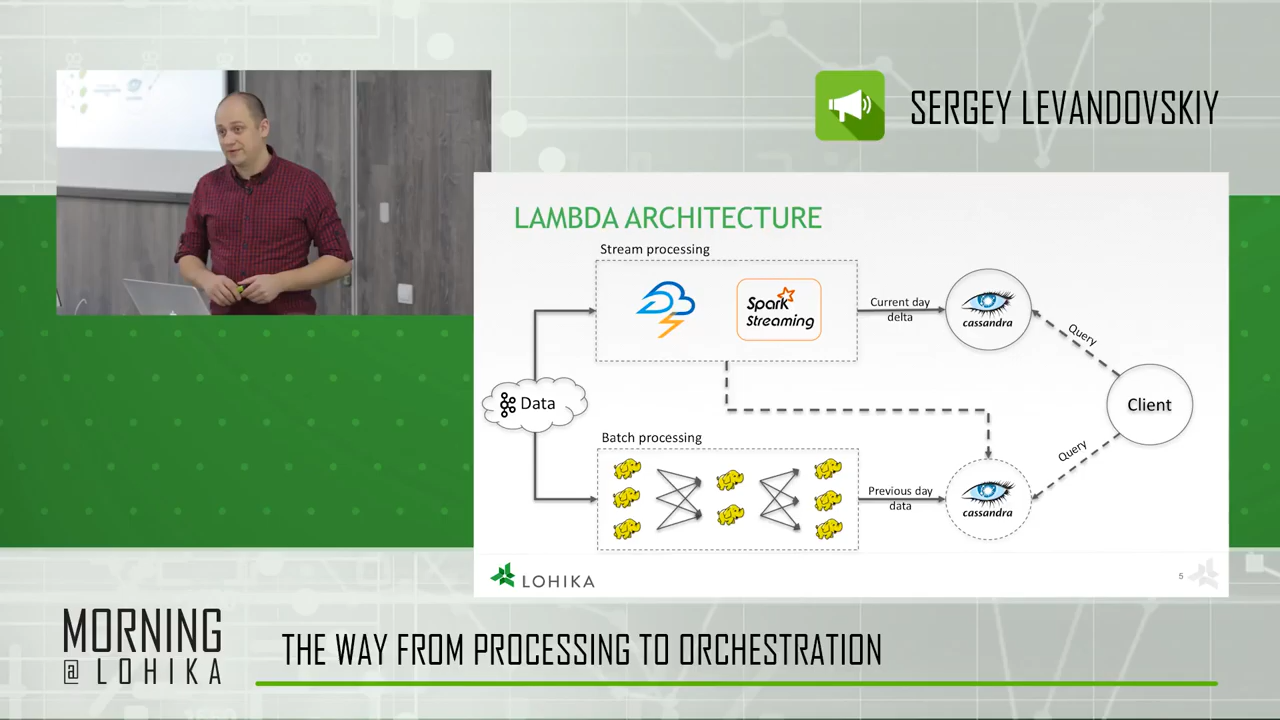 SERGEY LEVANDOVSKIY
LAMBDA ARCHITECTURE
Stream processing
Spark
Streaming
Current day
delta
cassandra
Query
Data
Client
Batch processing
Query
Previous day
data
cassandra
LOHIKA
5
MORNING
@ LOHIKA
THE WAY FROM PROCESSING TO ORCHESTRATION